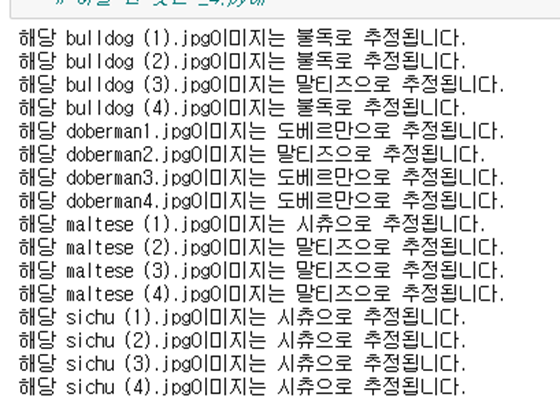 해당 bulldog (1).jpg이미지는 불독로 추정됩니다.
해당 bulldog (2).jpg이미지는 불독로 추정됩니다.
해당 bulldog (3).jpg이미지는 말티즈으로 추정됩니다.
해당 bulldog (4).jpg이미지는 불독로 추정됩니다.
해당 doberman1.jpg이미지는 도베르만으로 추정됩니다.
해당 doberman2.jpg이미지는 말티즈으로 추정됩니다.
해당 doberman3.jpg이미지는 도베르만으로 추정됩니다.
해당 doberman4.jpg이미지는 도베르만으로 추정됩니다.
해당 maltese (1).jpg이미지는 시츄으로 추정됩니다.
해당 maltese (2).jpg이미지는 말티즈으로 추정됩니다.
해당 maltese (3).jpg이미지는 말티즈으로 추정됩니다.
해당 maltese (4).jpg이미지는 말티즈으로 추정됩니다.
해당 sichu (1).jpg이미지는 시츄으로 추정됩니다.
해당 sichu (2).jpg이미지는 시츄으로 추정됩니다.
해당 sichu (3).jpg이미지는 시츄으로 추정됩니다.
해당 sichu (4).jpg이미지는 시츄으로 추정됩니다.